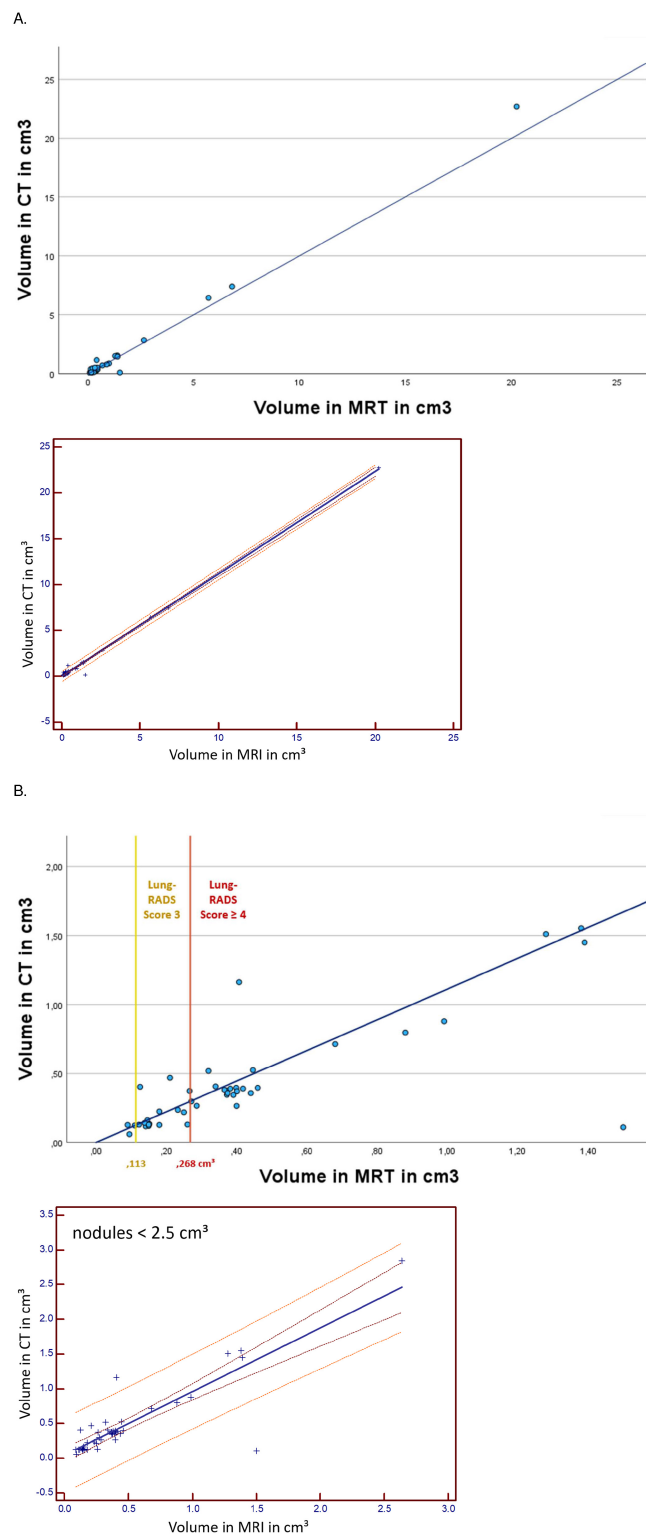 A.
Volume in CT in cm3
25
20
15
10
5
0
0 5 10 15 20 25
Volume in MRT in cm3
Volume in CT in cm³
25
20
15
10
5
0
-5
0 5 10 15 20 25
Volume in MRI in cm³
B.
Volume in CT in cm3
2,00
1,50
1,00
,50
,00
Lung-
RADS
Score 3
Lung-
RADS
Score ≥ 4
,00 ,20 ,40 ,60 ,80 1,00 1,20 1,40
,113 ,268 cm³
Volume in MRT in cm3
nodules < 2.5 cm³
Volume in CT in cm³
3.5
3.0
2.5
2.0
1.5
1.0
0.5
0.0
-0.5
0.0 0.5 1.0 1.5 2.0 2.5 3.0
Volume in MRI in cm³